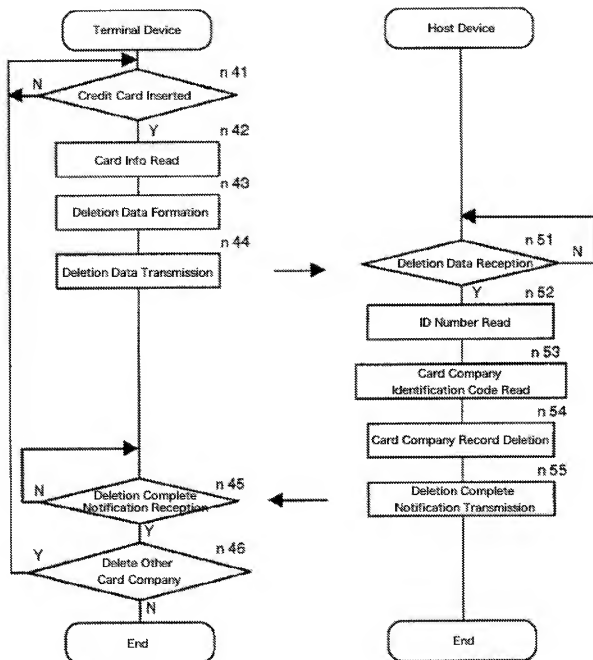 Terminal Device
n 41
N
Credit Card Inserted
Y
n 42
Card Info Read
n 43
Deletion Data Formation
n 44
Deletion Data Transmission
n 45
N
Deletion Complete
Notification Reception
Y
n 46
Y
Delete Other
Card Company
N
End
Host Device
n 51
Deletion Data Reception
N
Y
n 52
ID Number Read
n 53
Card Company
Identification Code Read
n 54
Card Company Record Deletion
n 55
Deletion Complete
Notification Transmission
End